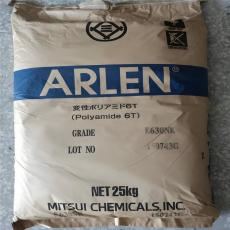 ARLEN®
変性ポリアミド6T
(Polyamide 6T)
GRADE
LOT NO
NET 25kg
MITSUI CHEMICALS, INC.